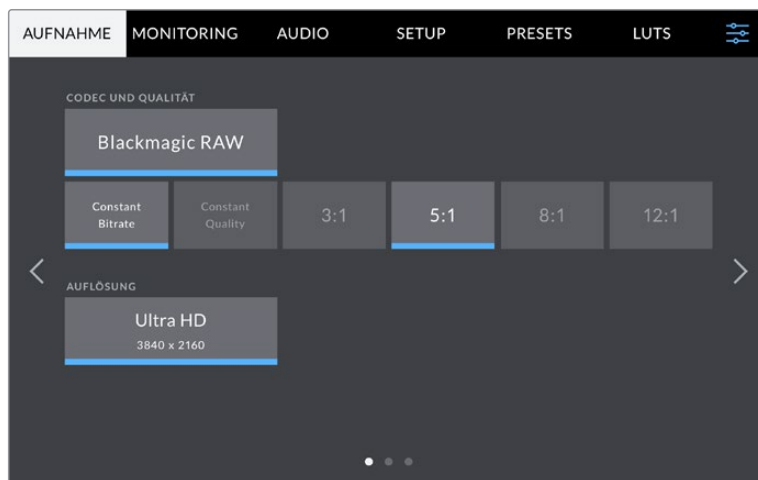 AUFNAHME MONITORING AUDIO SETUP PRESETS LUTS
CODEC UND QUALITÄT
Blackmagic RAW
Constant Bitrate Constant Quality 3:1 5:1 8:1 12:1
AUFLÖSUNG
Ultra HD
3840 x 2160